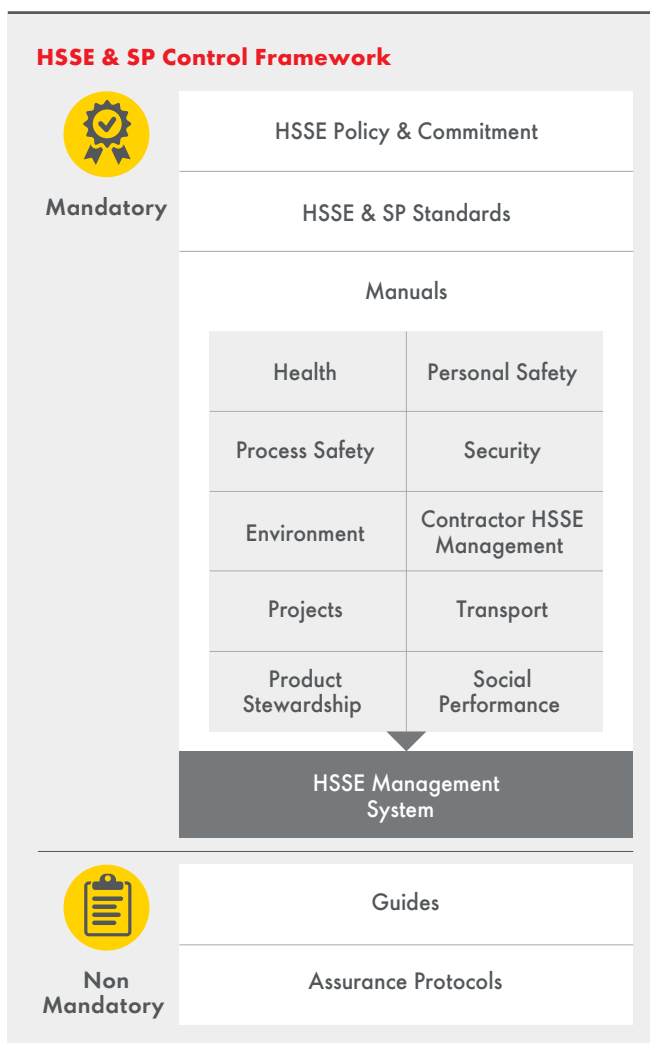 HSSE & SP Control Framework
Mandatory
HSSE Policy & Commitment
HSSE & SP Standards
Manuals
Health
Personal Safety
Process Safety
Security
Environment
Contractor HSSE
Management
Projects
Transport
Product
Stewardship
Social
Performance
HSSE Management
System
Non
Mandatory
Guides
Assurance Protocols